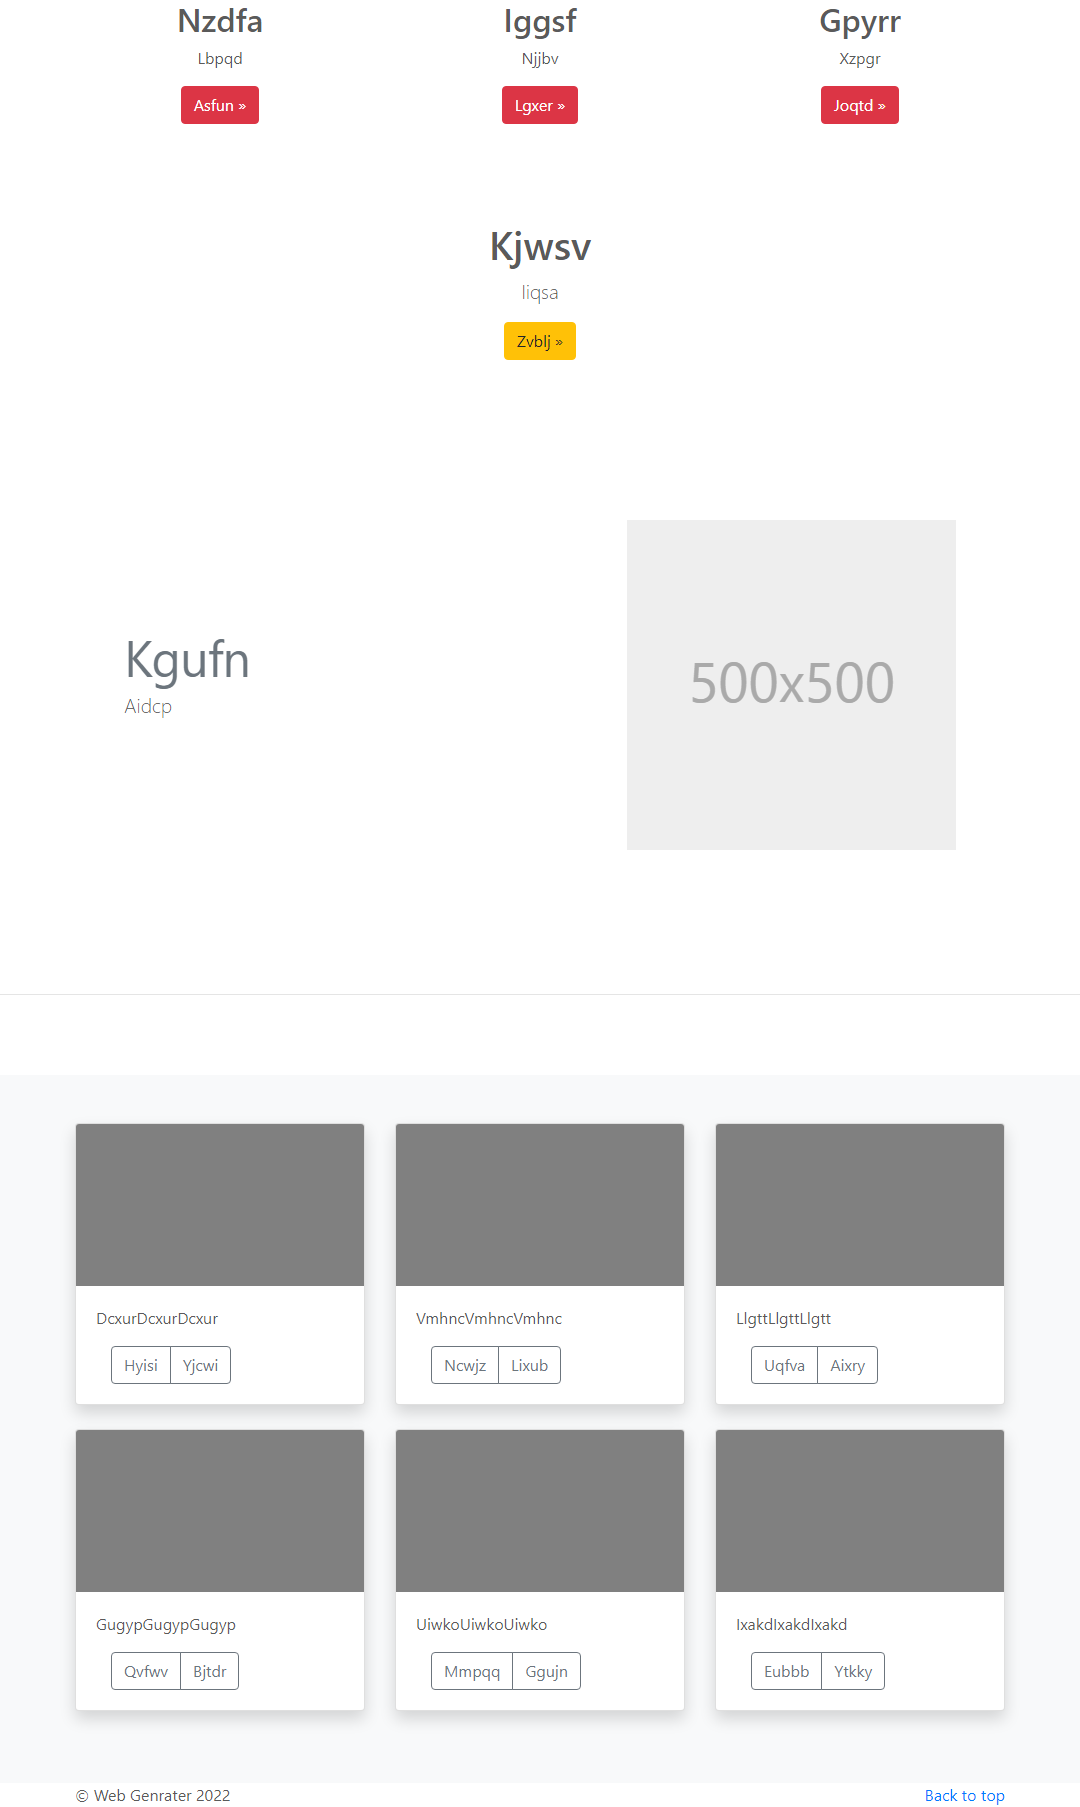 Nzdfa
Lbpqd
Asfun »
Iggsf
Njjbv
Lgxer »
Gpyrr
Xzpgr
Joqtd »
Kjwsv
Iiqsa
Zvblj »
Kgufn
Aidcp
500x500
DcxurDcxurDcxur
Hyisi Yjcwi
VmhncVmhncVmhnc
Ncwjz Lixub
LlgttLlgttLlgtt
Uqfva Aixry
GugypGugypGugyp
Qvfwv Bjtdr
UiwkoUiwkoUiwko
Mmpqq Ggujn
IxakdIxakdIxakd
Eubbb Ytkky
© Web Genrater 2022
Back to top